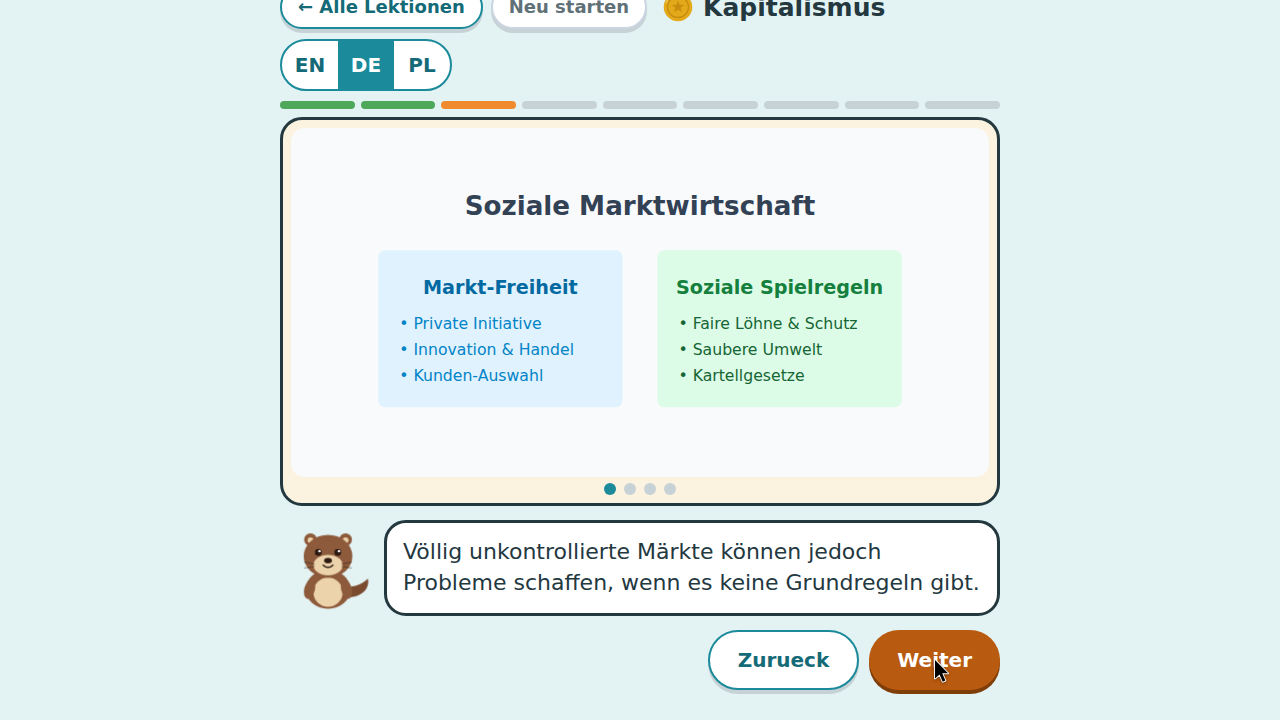 ← Alle Lektionen
Neu starten
Kapitalismus
EN
DE
PL
Soziale Marktwirtschaft
Markt-Freiheit
• Private Initiative
• Innovation & Handel
• Kunden-Auswahl
Soziale Spielregeln
• Faire Löhne & Schutz
• Saubere Umwelt
• Kartellgesetze
Völlig unkontrollierte Märkte können jedoch
Probleme schaffen, wenn es keine Grundregeln gibt.
Zurueck
Weiter